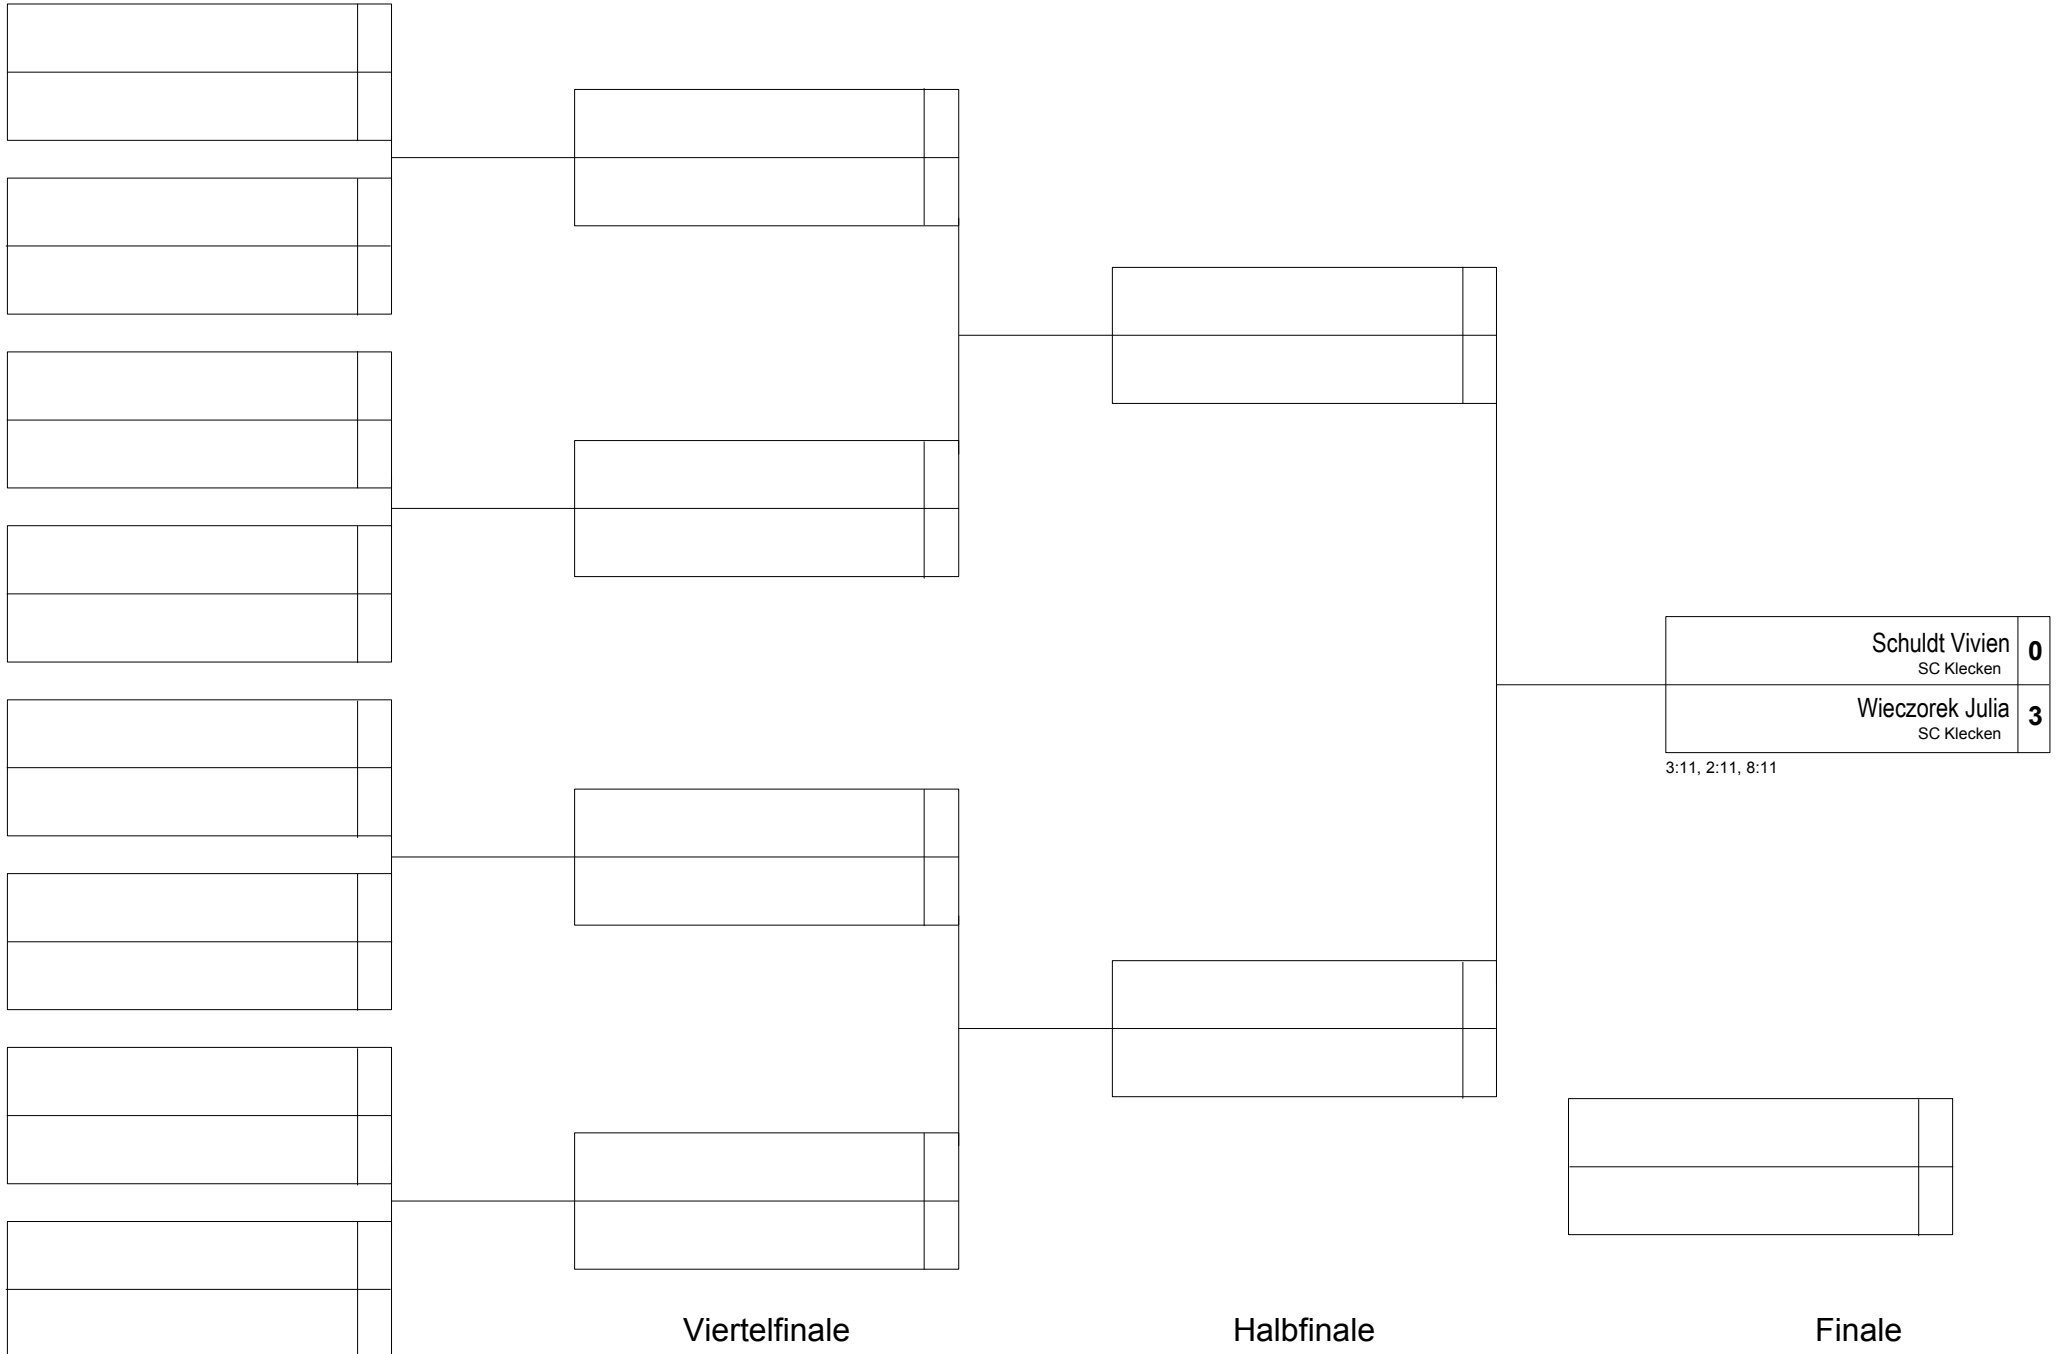 Schuldt Vivien 0
SC Klecken
Wieczorek Julia 3
SC Klecken
3:11, 2:11, 8:11
Viertelfinale Halbfinale Finale